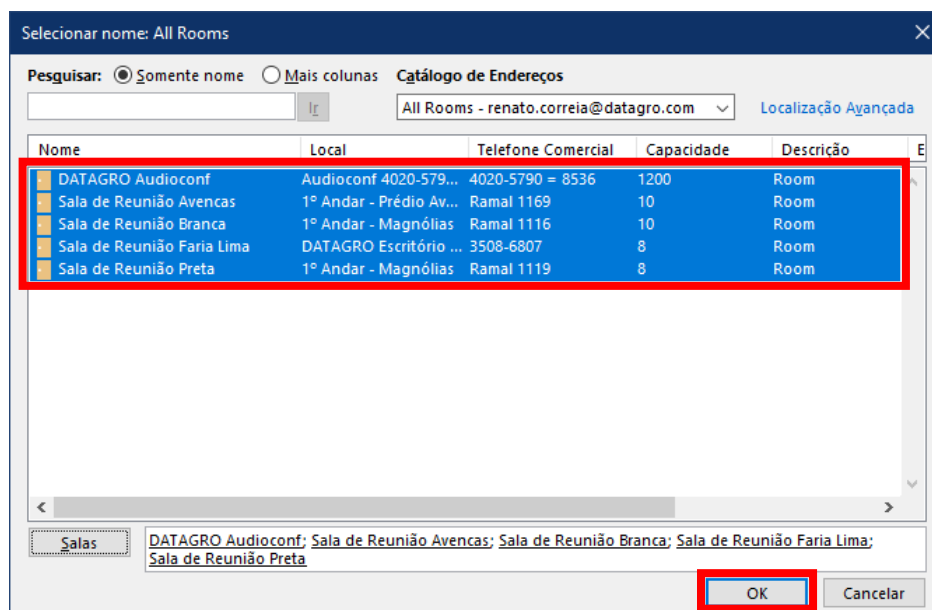 Selecionar nome: All Rooms
Pesquisar: Somente nome Mais colunas Catálogo de Endereços
Ir All Rooms - renato.correia@datagro.com Localização Avançada
Nome Local Telefone Comercial Capacidade Descrição E
DATAGRO Audioconf Audioconf 4020-579... 4020-5790 = 8536 1200 Room
Sala de Reunião Avencas 1º Andar - Prédio Av... Ramal 1169 10 Room
Sala de Reunião Branca 1º Andar - Magnólias Ramal 1116 10 Room
Sala de Reunião Faria Lima DATAGRO Escritório ... 3508-6807 8 Room
Sala de Reunião Preta 1º Andar - Magnólias Ramal 1119 8 Room
Salas DATAGRO Audioconf; Sala de Reunião Avencas; Sala de Reunião Branca; Sala de Reunião Faria Lima;
Sala de Reunião Preta
OK Cancelar